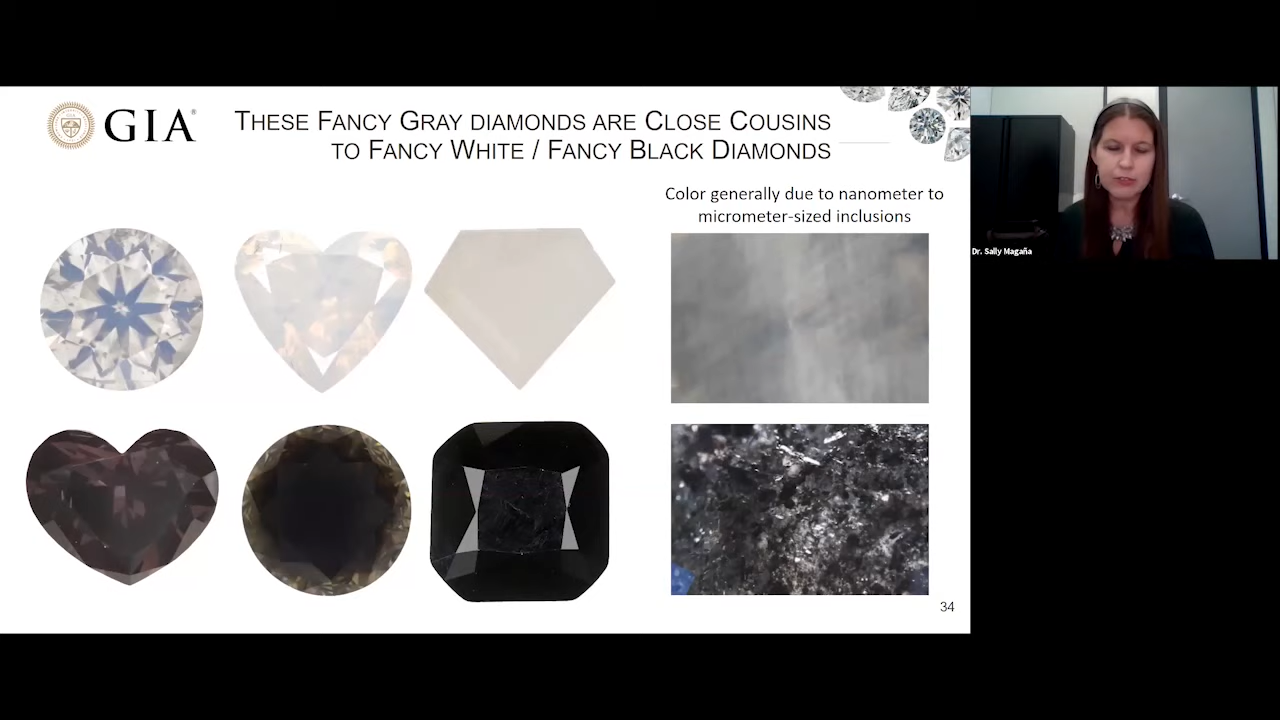 GIA®
THESE FANCY GRAY DIAMONDS ARE CLOSE COUSINS
TO FANCY WHITE / FANCY BLACK DIAMONDS
Color generally due to nanometer to
micrometer-sized inclusions
Dr. Sally Magaña
34